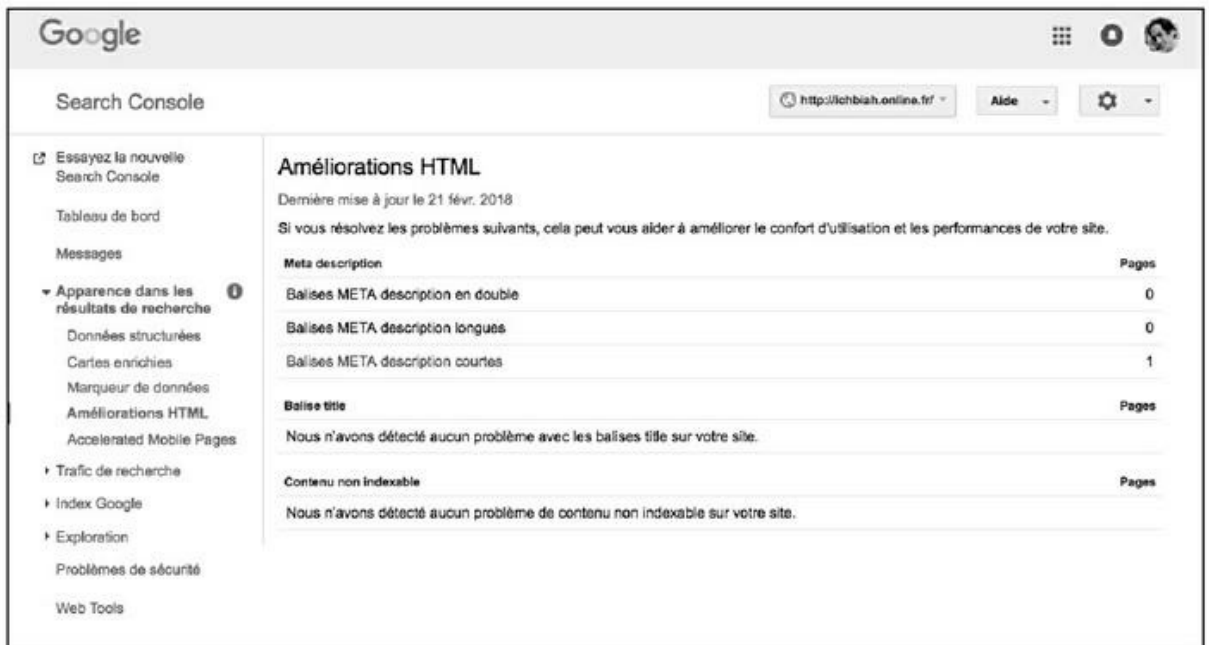 Google
Search Console
http://ichbiah.online.fr/
Aide
Essayez la nouvelle
Search Console
Tableau de bord
Messages
Apparence dans les
résultats de recherche
Données structurées
Cartes enrichies
Marqueur de données
Améliorations HTML
Accelerated Mobile Pages
Trafic de recherche
Index Google
Exploration
Problèmes de sécurité
Web Tools
Améliorations HTML
Dernière mise à jour le 21 févr. 2018
Si vous résolvez les problèmes suivants, cela peut vous aider à améliorer le confort d'utilisation et les performances de votre site.
Meta description Pages
Balises META description en double 0
Balises META description longues 0
Balises META description courtes 1
Balise title Pages
Nous n'avons détecté aucun problème avec les balises title sur votre site.
Contenu non indexable Pages
Nous n'avons détecté aucun problème de contenu non indexable sur votre site.